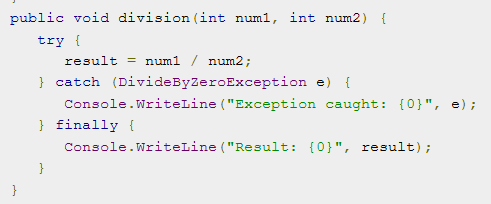 public void division(int num1, int num2) {
try {
result = num1 / num2;
} catch (DivideByZeroException e) {
Console.WriteLine("Exception caught: {0}", e);
} finally {
Console.WriteLine("Result: {0}", result);
}
}